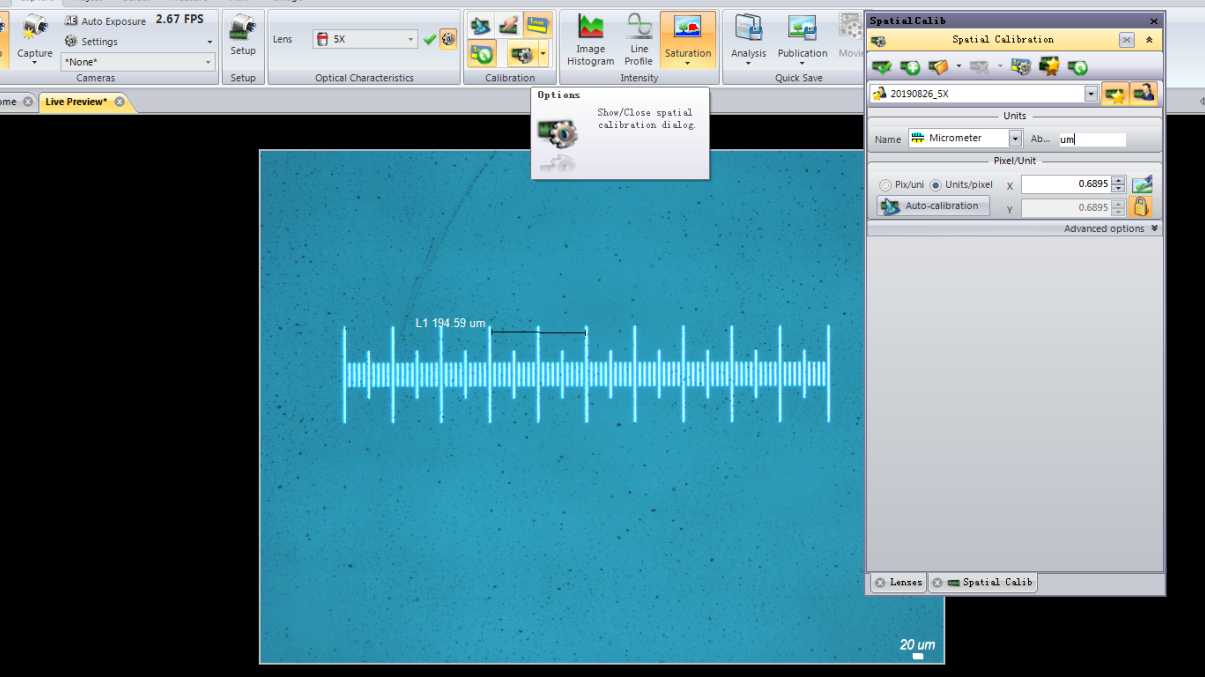 Auto Exposure 2.67 FPS
Settings
*None*
Capture
Cameras
Setup
Setup
Lens 5X
Optical Characteristics
Calibration
Image Histogram
Line Profile
Saturation
Intensity
Analysis
Publication
Movie
Quick Save
ome
Live Preview*
Options
Show/Close spatial
calibration dialog.
L1 194.59 um
20 um
SpatialCalib
Spatial Calibration
20190826_5X
Units
Name Micrometer Ab... um
Pixel/Unit
Pix/uni Units/pixel X 0.6895
Auto-calibration Y 0.6895
Advanced options
Lenses Spatial Calib